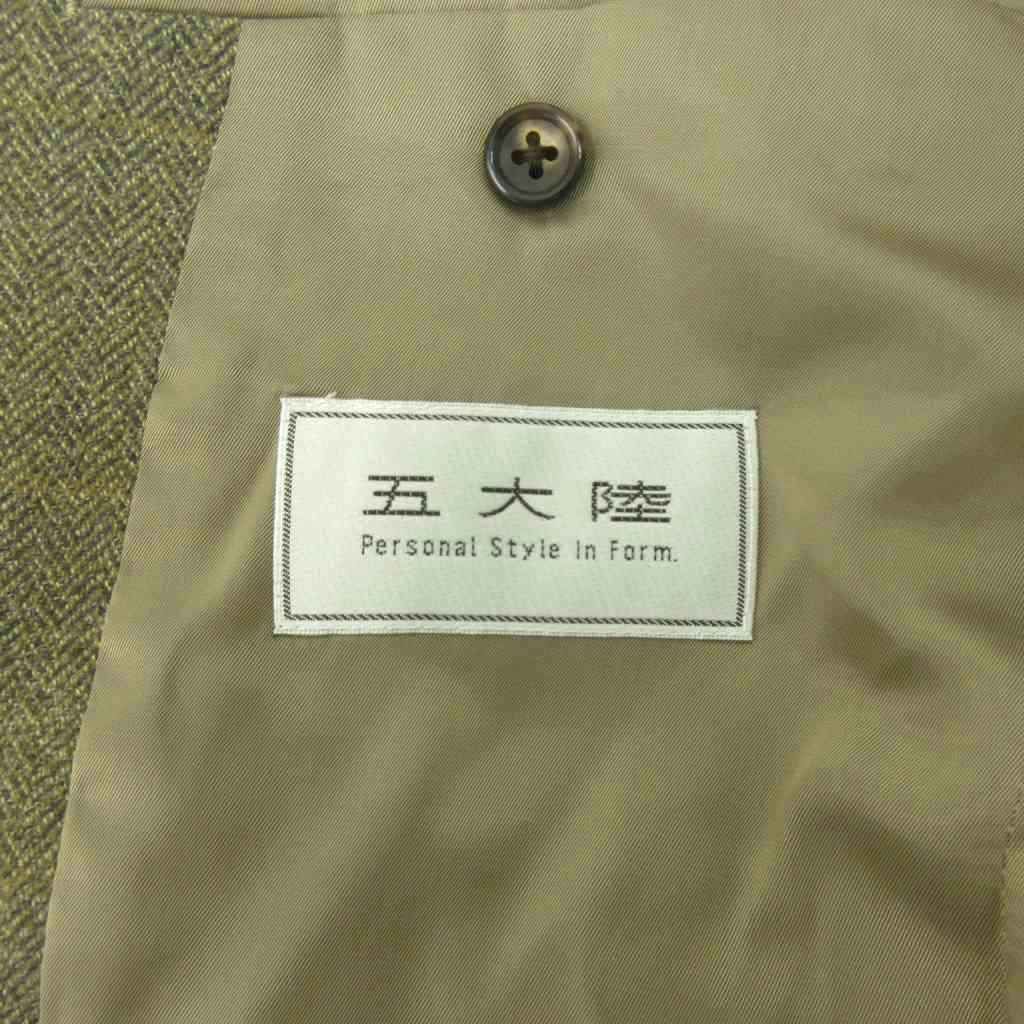 五大陸
Personal Style In Form.